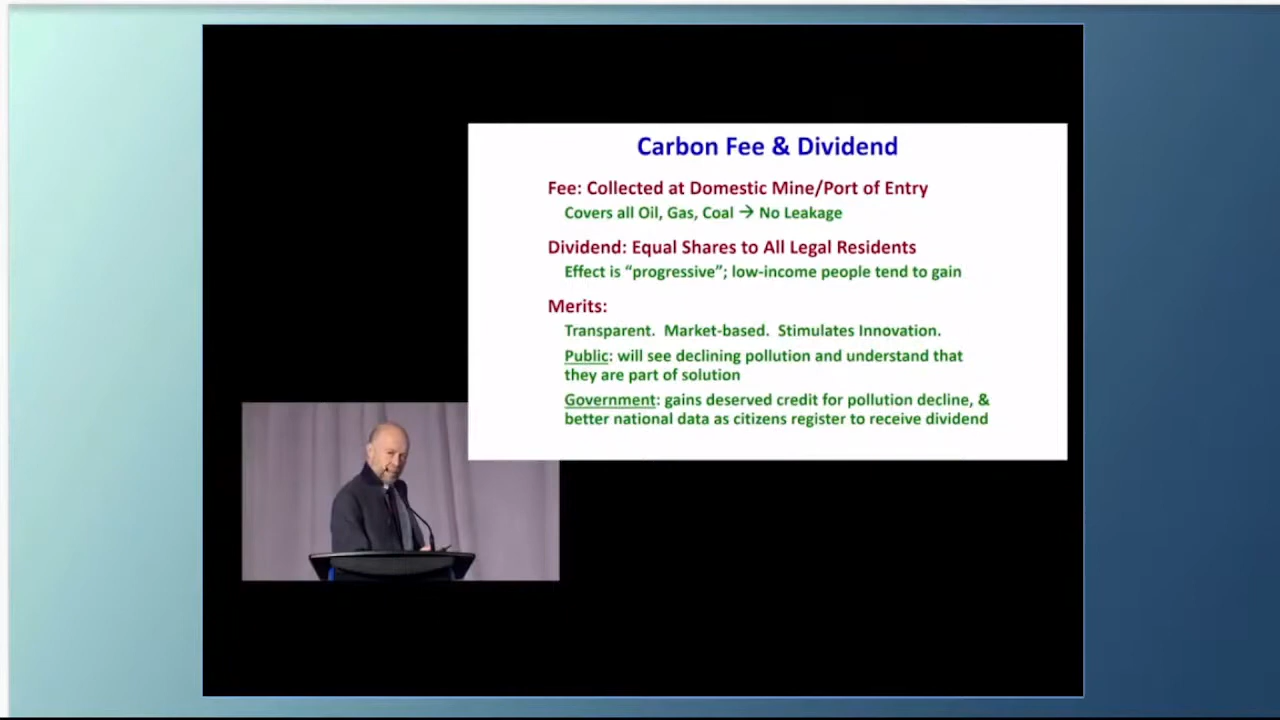 Carbon Fee & Dividend
Fee: Collected at Domestic Mine/Port of Entry
Covers all Oil, Gas, Coal → No Leakage
Dividend: Equal Shares to All Legal Residents
Effect is “progressive”; low-income people tend to gain
Merits:
Transparent. Market-based. Stimulates Innovation.
Public: will see declining pollution and understand that
they are part of solution
Government: gains deserved credit for pollution decline, &
better national data as citizens register to receive dividend